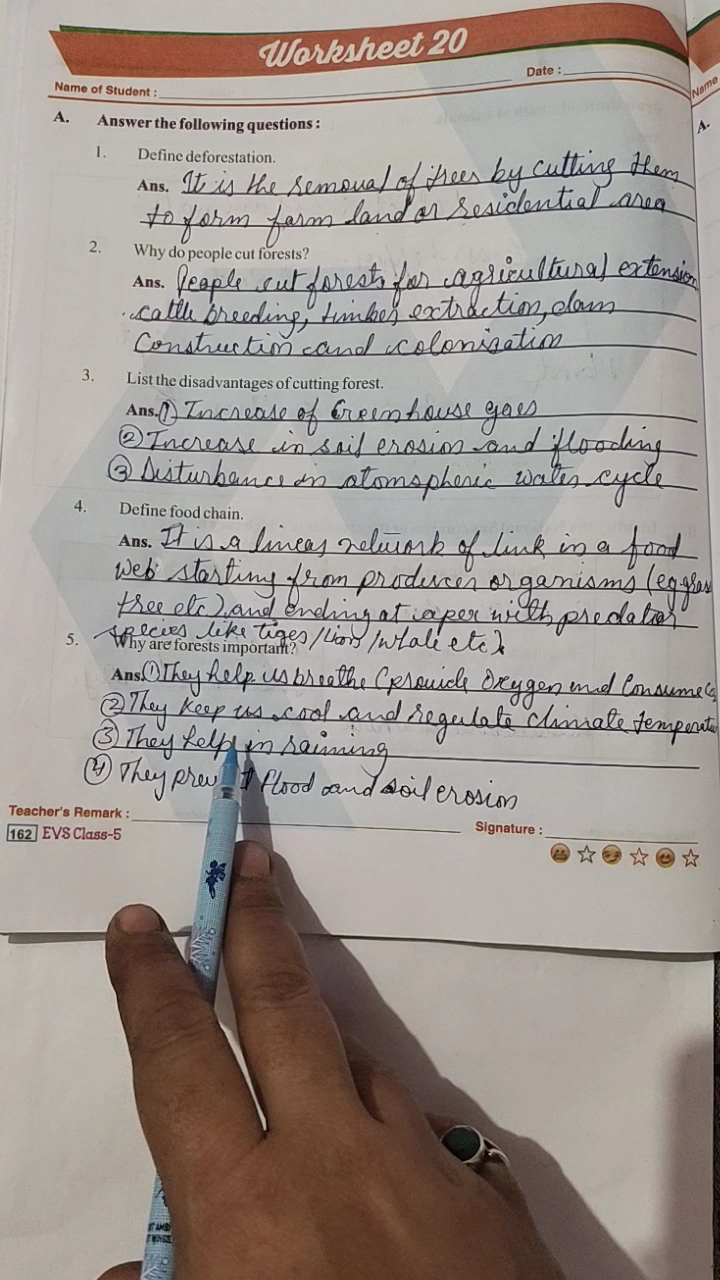 Worksheet 20
Name of Student :
Date :
A. Answer the following questions :
1. Define deforestation.
Ans. It is the removal of trees by cutting them
to form farm land or residential area
2. Why do people cut forests?
Ans. People cut forests for agricultural extension
cattle breeding, timber extraction, dam
Construction and colonisation
3. List the disadvantages of cutting forest.
Ans. ① Increase of Greenhouse gaes
② Increase in soil erosion and flooding
③ Disturbance in atomspheric water cycle
4. Define food chain.
Ans. It is a linear network of link in a food
web starting from producer organisms (eg grass
tree etc) and ending at apex with predator
species like tiger/lion/whale etc)
5. Why are forests important?
Ans. ① They help us breathe (provide Oxygen and Consume
② They keep us cool and regulate climate
③ They help in raining
④ They flood and soil erosion
Teacher's Remark :
Signature :
162 EVS Class-5
Name
A.